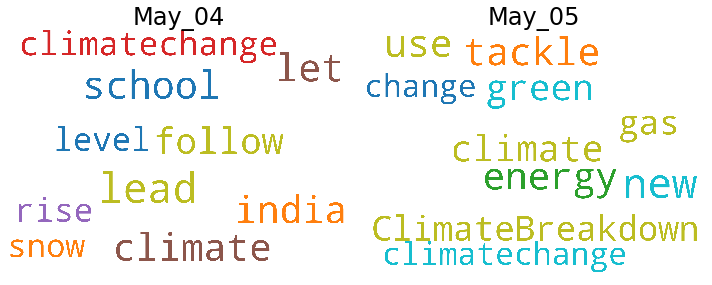 May_04
climatechange
let
school
level
follow
lead
rise
india
snow
climate
May_05
use
tackle
change
green
gas
climate
energy
new
ClimateBreakdown
climatechange